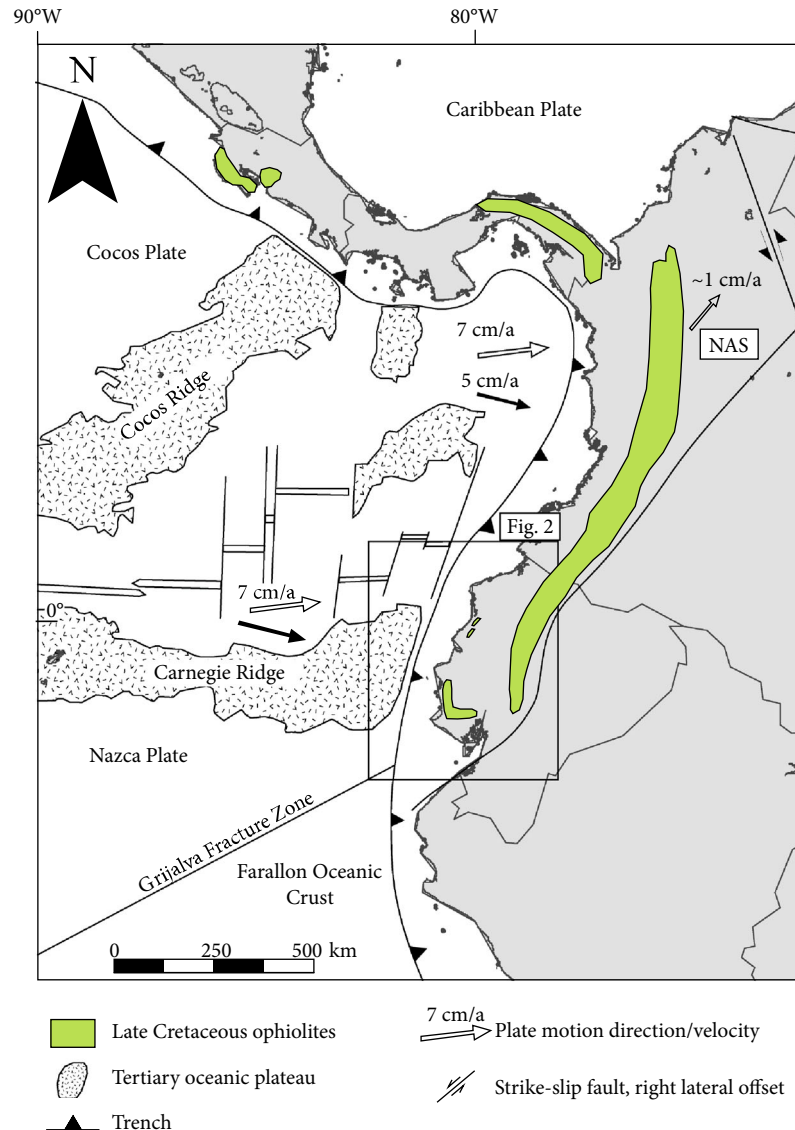 90°W
80°W
N
Caribbean Plate
Cocos Plate
~1 cm/a
7 cm/a
NAS
5 cm/a
Cocos Ridge
Fig. 2
7 cm/a
0°
Carnegie Ridge
Nazca Plate
Grijalva Fracture Zone
Farallon Oceanic
Crust
0 250 500 km
Late Cretaceous ophiolites
7 cm/a
Plate motion direction/velocity
Tertiary oceanic plateau
Strike-slip fault, right lateral offset
Trench